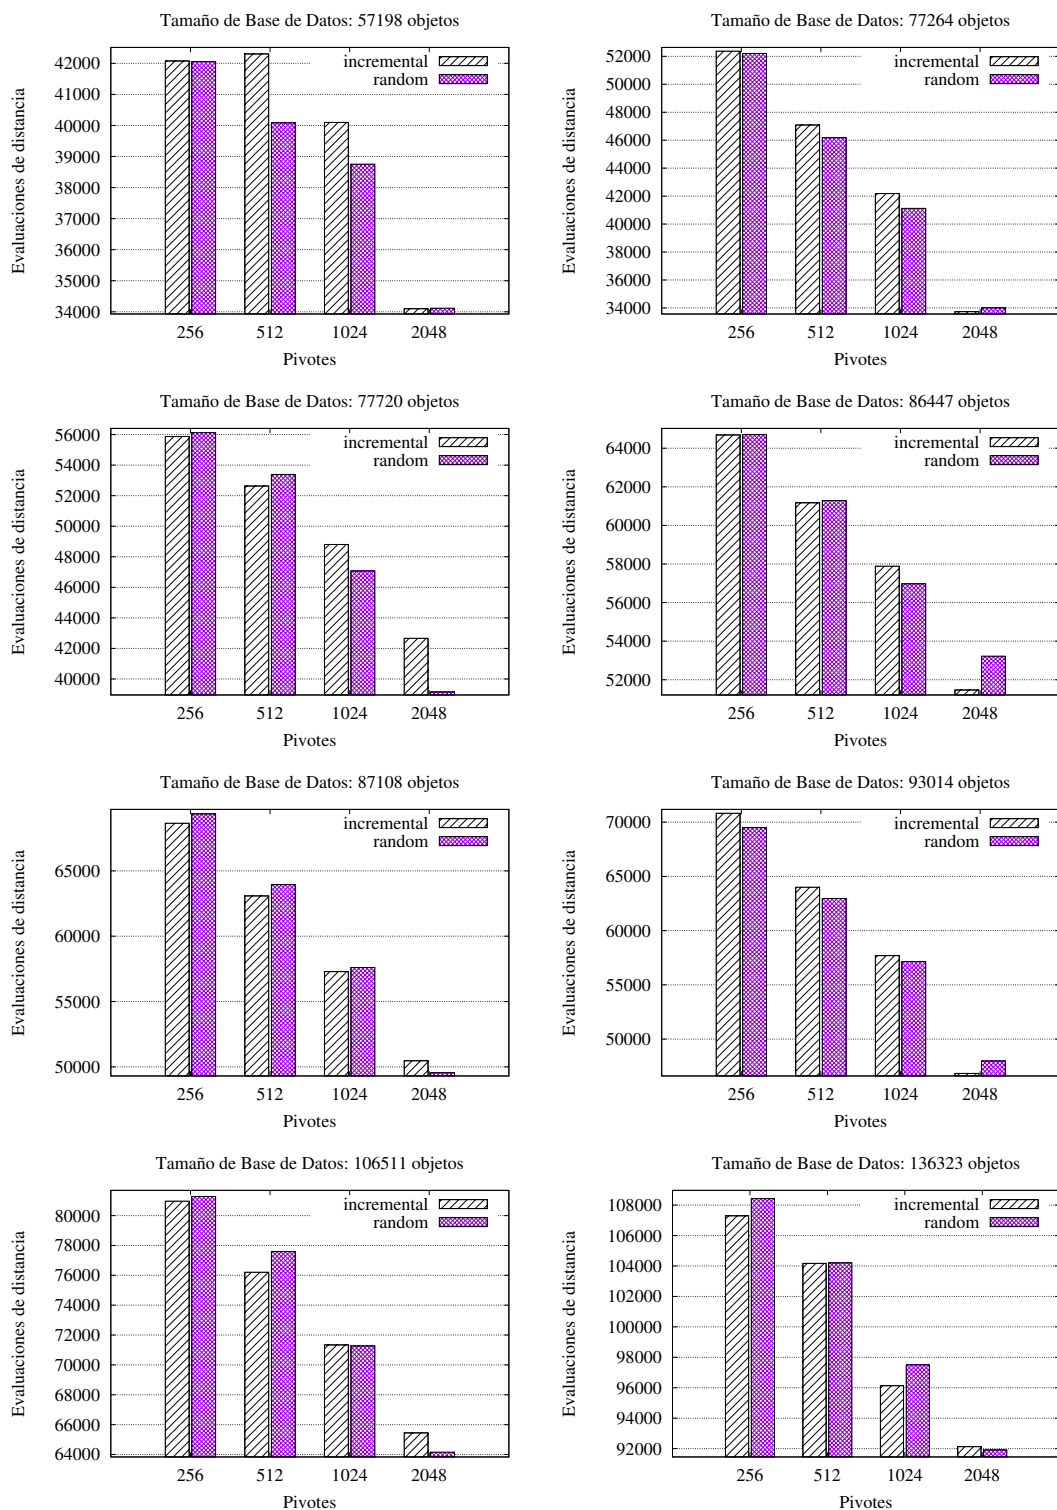 Tamaño de Base de Datos: 57198 objetos
Evaluaciones de distancia
42000
41000
40000
39000
38000
37000
36000
35000
34000
incremental
random
256 512 1024 2048
Pivotes
Tamaño de Base de Datos: 77264 objetos
Evaluaciones de distancia
52000
50000
48000
46000
44000
42000
40000
38000
36000
34000
incremental
random
256 512 1024 2048
Pivotes
Tamaño de Base de Datos: 77720 objetos
Evaluaciones de distancia
56000
54000
52000
50000
48000
46000
44000
42000
40000
incremental
random
256 512 1024 2048
Pivotes
Tamaño de Base de Datos: 86447 objetos
Evaluaciones de distancia
64000
62000
60000
58000
56000
54000
52000
incremental
random
256 512 1024 2048
Pivotes
Tamaño de Base de Datos: 87108 objetos
Evaluaciones de distancia
65000
60000
55000
50000
incremental
random
256 512 1024 2048
Pivotes
Tamaño de Base de Datos: 93014 objetos
Evaluaciones de distancia
70000
65000
60000
55000
50000
incremental
random
256 512 1024 2048
Pivotes
Tamaño de Base de Datos: 106511 objetos
Evaluaciones de distancia
80000
78000
76000
74000
72000
70000
68000
66000
64000
incremental
random
256 512 1024 2048
Pivotes
Tamaño de Base de Datos: 136323 objetos
Evaluaciones de distancia
108000
106000
104000
102000
100000
98000
96000
94000
92000
incremental
random
256 512 1024 2048
Pivotes